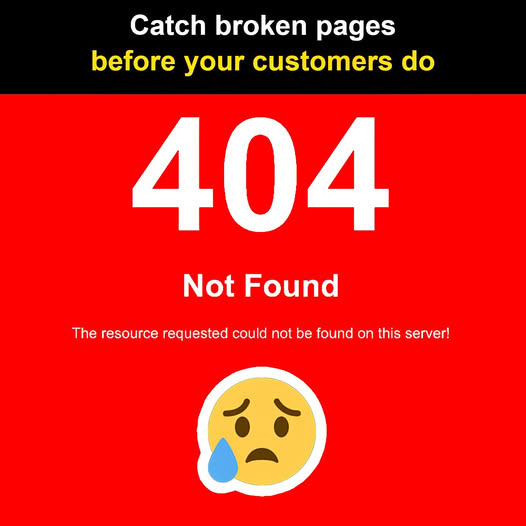 Catch broken pages
before your customers do
404
Not Found
The resource requested could not be found on this server!